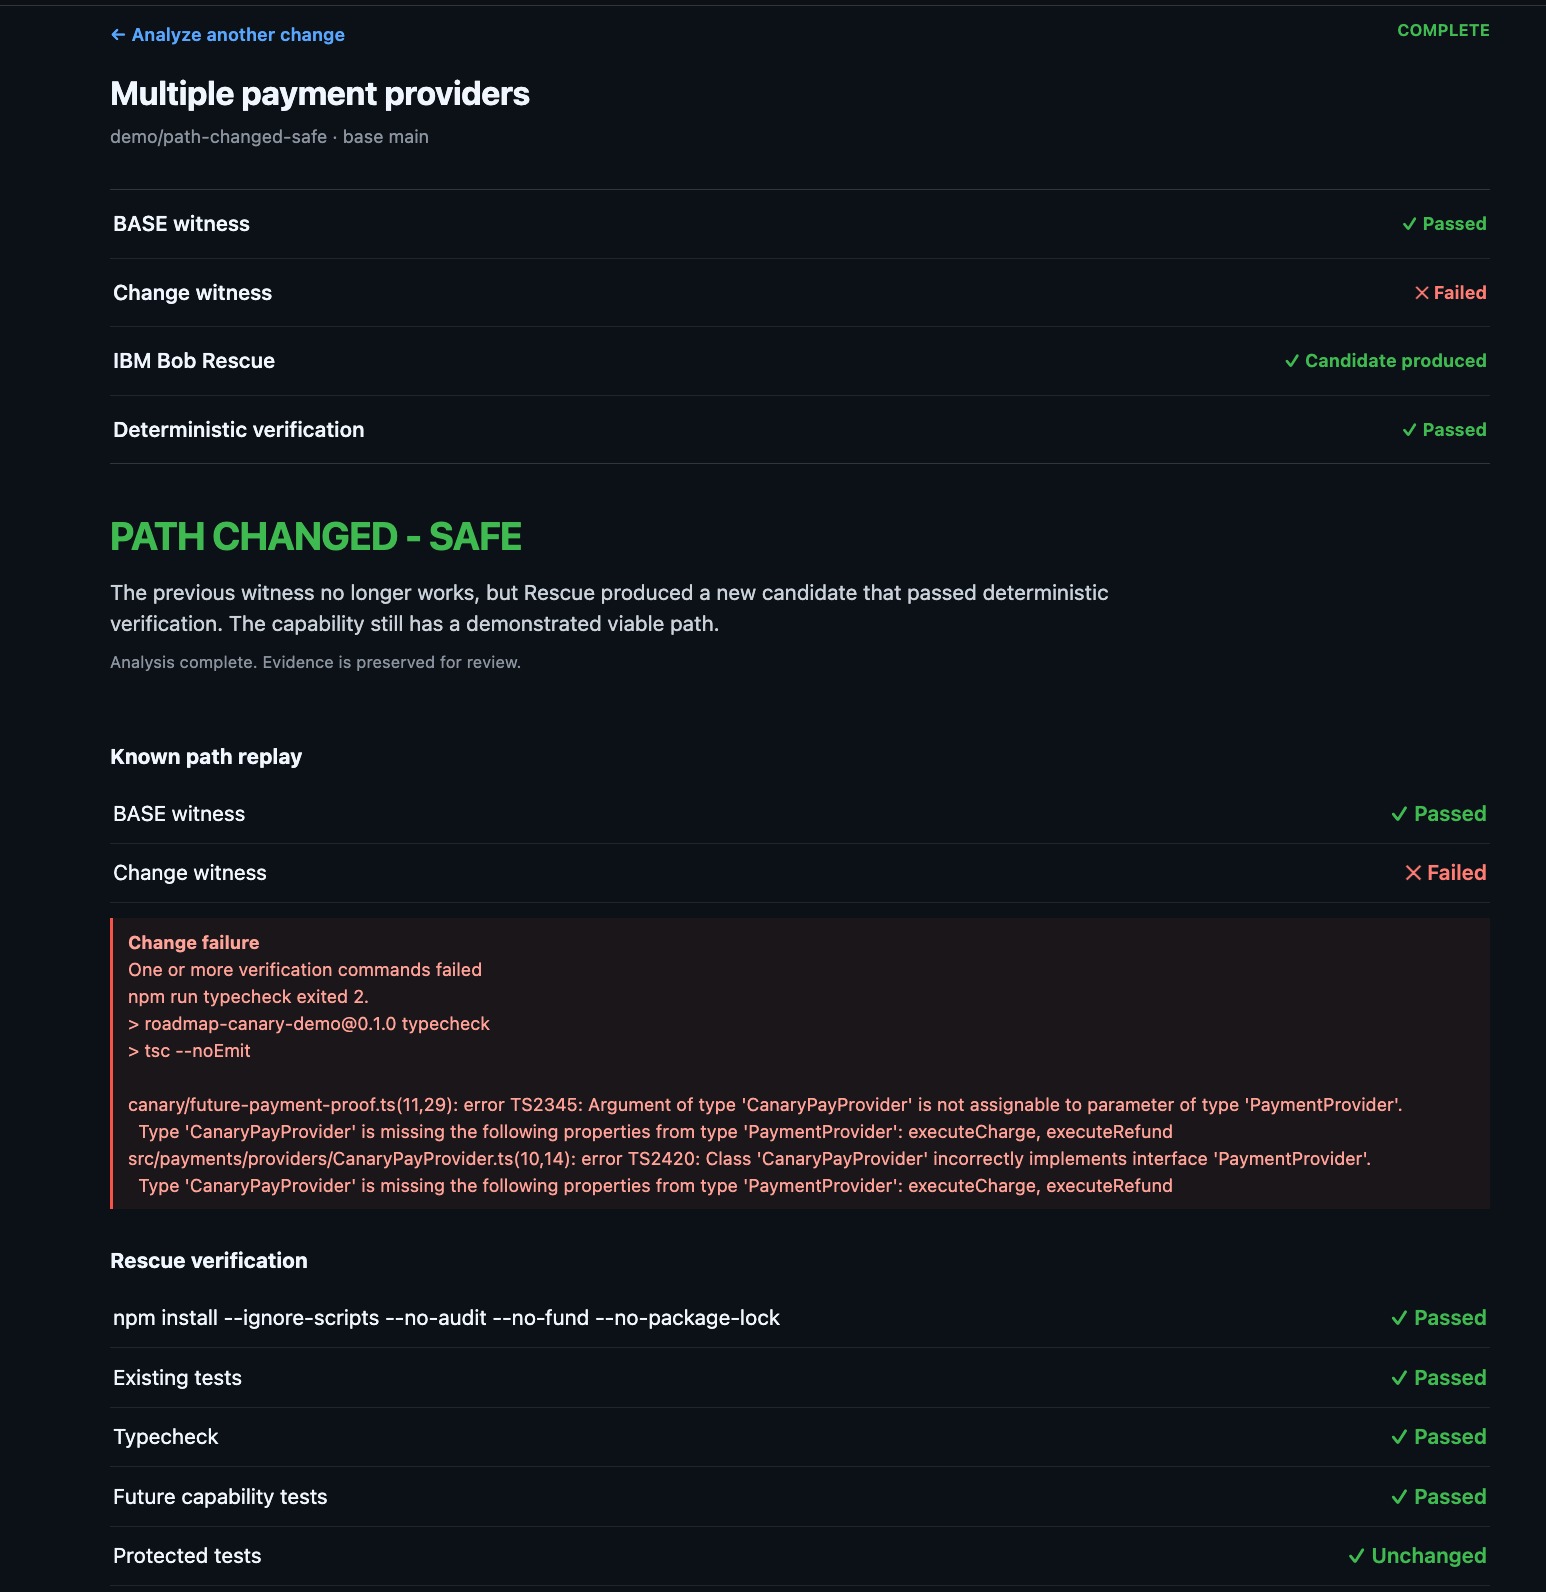 ← Analyze another change
COMPLETE
Multiple payment providers
demo/path-changed-safe · base main
BASE witness
✓ Passed
Change witness
✕ Failed
IBM Bob Rescue
✓ Candidate produced
Deterministic verification
✓ Passed
PATH CHANGED - SAFE
The previous witness no longer works, but Rescue produced a new candidate that passed deterministic
verification. The capability still has a demonstrated viable path.
Analysis complete. Evidence is preserved for review.
Known path replay
BASE witness
✓ Passed
Change witness
✕ Failed
Change failure
One or more verification commands failed
npm run typecheck exited 2.
> roadmap-canary-demo@0.1.0 typecheck
> tsc --noEmit
canary/future-payment-proof.ts(11,29): error TS2345: Argument of type 'CanaryPayProvider' is not assignable to parameter of type 'PaymentProvider'.
Type 'CanaryPayProvider' is missing the following properties from type 'PaymentProvider': executeCharge, executeRefund
src/payments/providers/CanaryPayProvider.ts(10,14): error TS2420: Class 'CanaryPayProvider' incorrectly implements interface 'PaymentProvider'.
Type 'CanaryPayProvider' is missing the following properties from type 'PaymentProvider': executeCharge, executeRefund
Rescue verification
npm install --ignore-scripts --no-audit --no-fund --no-package-lock
✓ Passed
Existing tests
✓ Passed
Typecheck
✓ Passed
Future capability tests
✓ Passed
Protected tests
✓ Unchanged